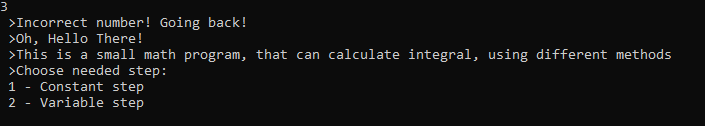 3
>Incorrect number! Going back!
>Oh, Hello There!
>This is a small math program, that can calculate integral, using different methods
>Choose needed step:
1 - Constant step
2 - Variable step